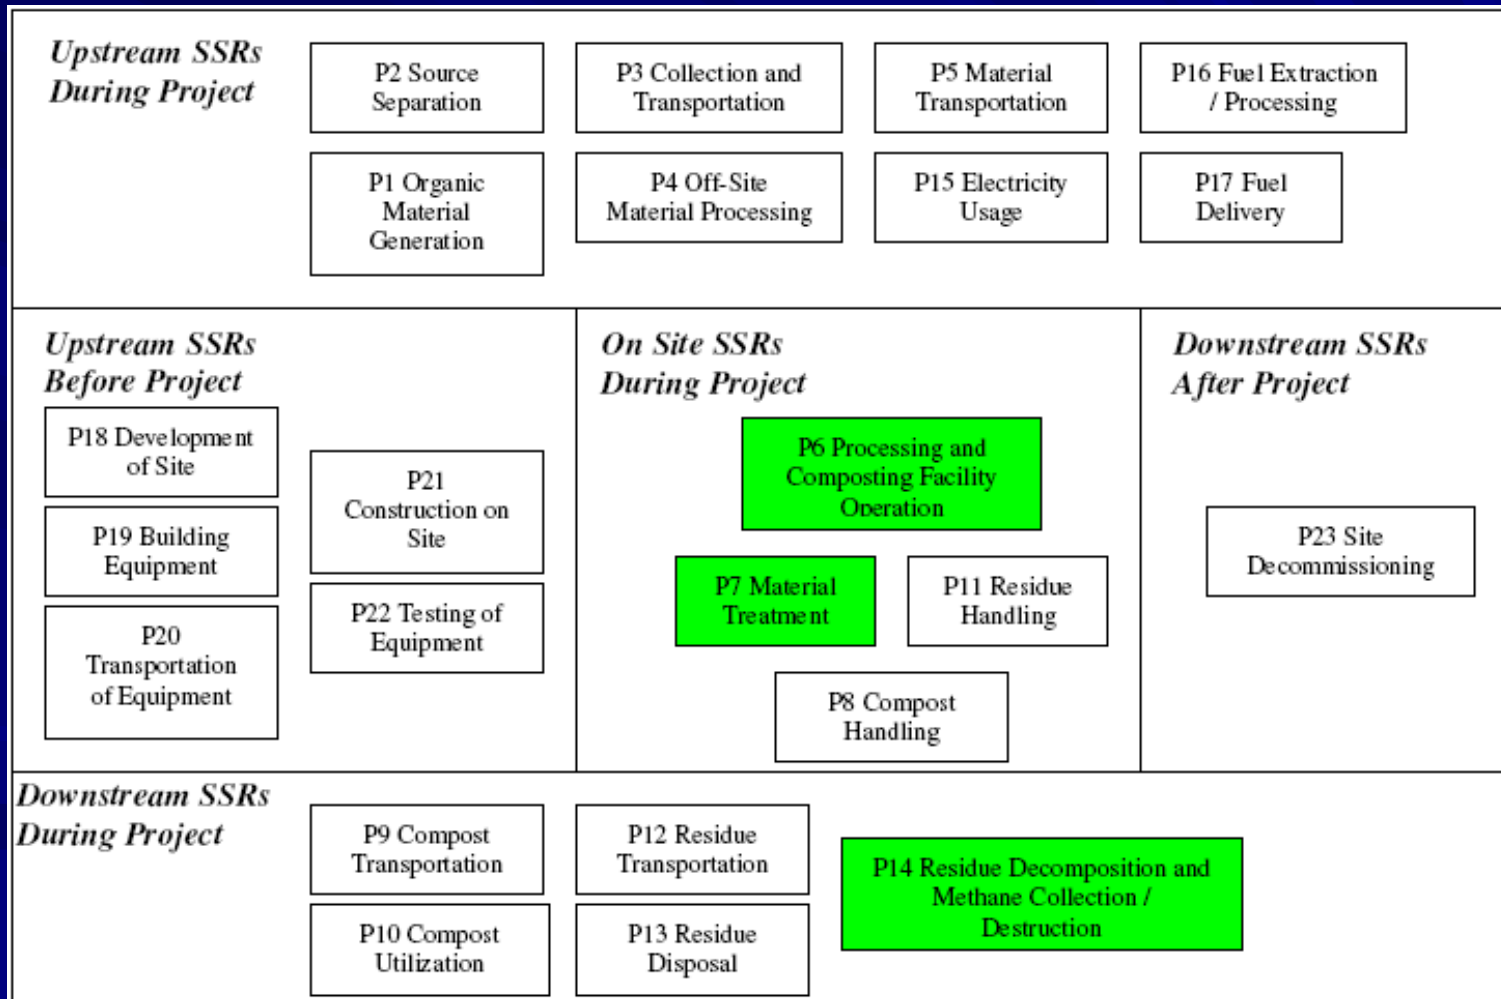 Upstream SSRs
During Project
P2 Source
Separation
P3 Collection and
Transportation
P5 Material
Transportation
P16 Fuel Extraction
/ Processing
P1 Organic
Material
Generation
P4 Off-Site
Material Processing
P15 Electricity
Usage
P17 Fuel
Delivery
Upstream SSRs
Before Project
P18 Development
of Site
P19 Building
Equipment
P20
Transportation
of Equipment
P21
Construction on
Site
P22 Testing of
Equipment
On Site SSRs
During Project
P6 Processing and
Composting Facility
Operation
P7 Material
Treatment
P11 Residue
Handling
P8 Compost
Handling
Downstream SSRs
After Project
P23 Site
Decommissioning
Downstream SSRs
During Project
P9 Compost
Transportation
P12 Residue
Transportation
P14 Residue Decomposition and
Methane Collection /
Destruction
P10 Compost
Utilization
P13 Residue
Disposal